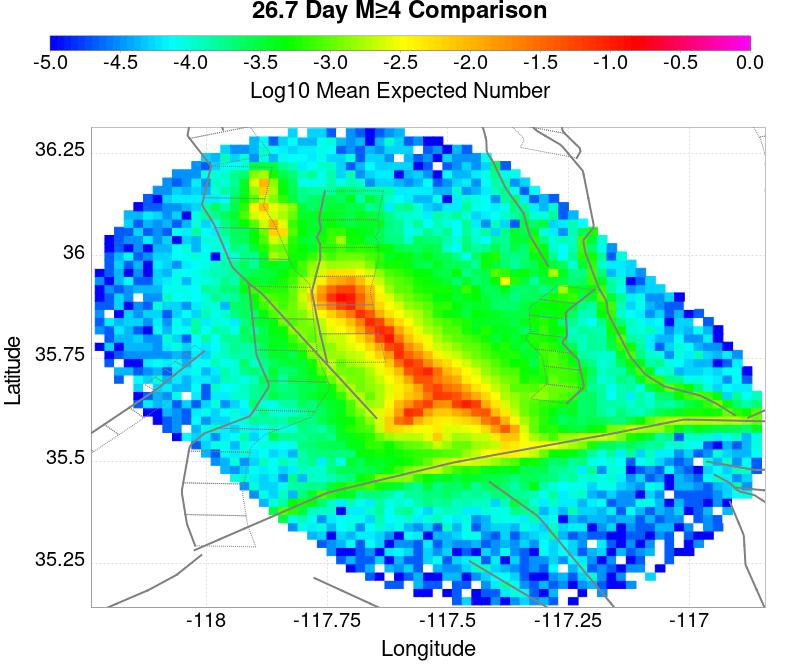 26.7 Day M≥4 Comparison
-5.0 -4.5 -4.0 -3.5 -3.0 -2.5 -2.0 -1.5 -1.0 -0.5 0.0
Log10 Mean Expected Number
36.25
36
35.75
35.5
35.25
Latitude
-118 -117.75 -117.5 -117.25 -117
Longitude